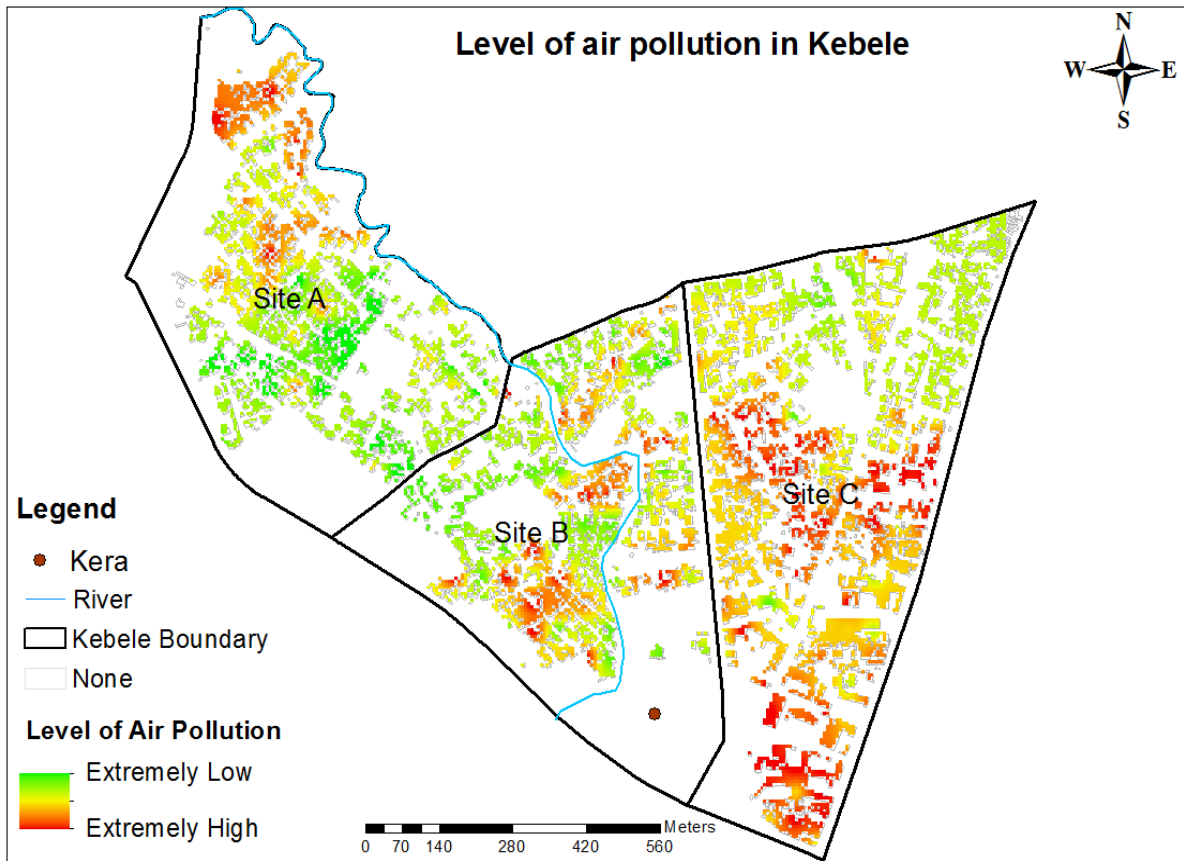 Level of air pollution in Kebele
N
W E
S
Site A
Site C
Site B
Legend
Kera
River
Kebele Boundary
None
Level of Air Pollution
Extremely Low
Extremely High
Meters
0 70 140 280 420 560